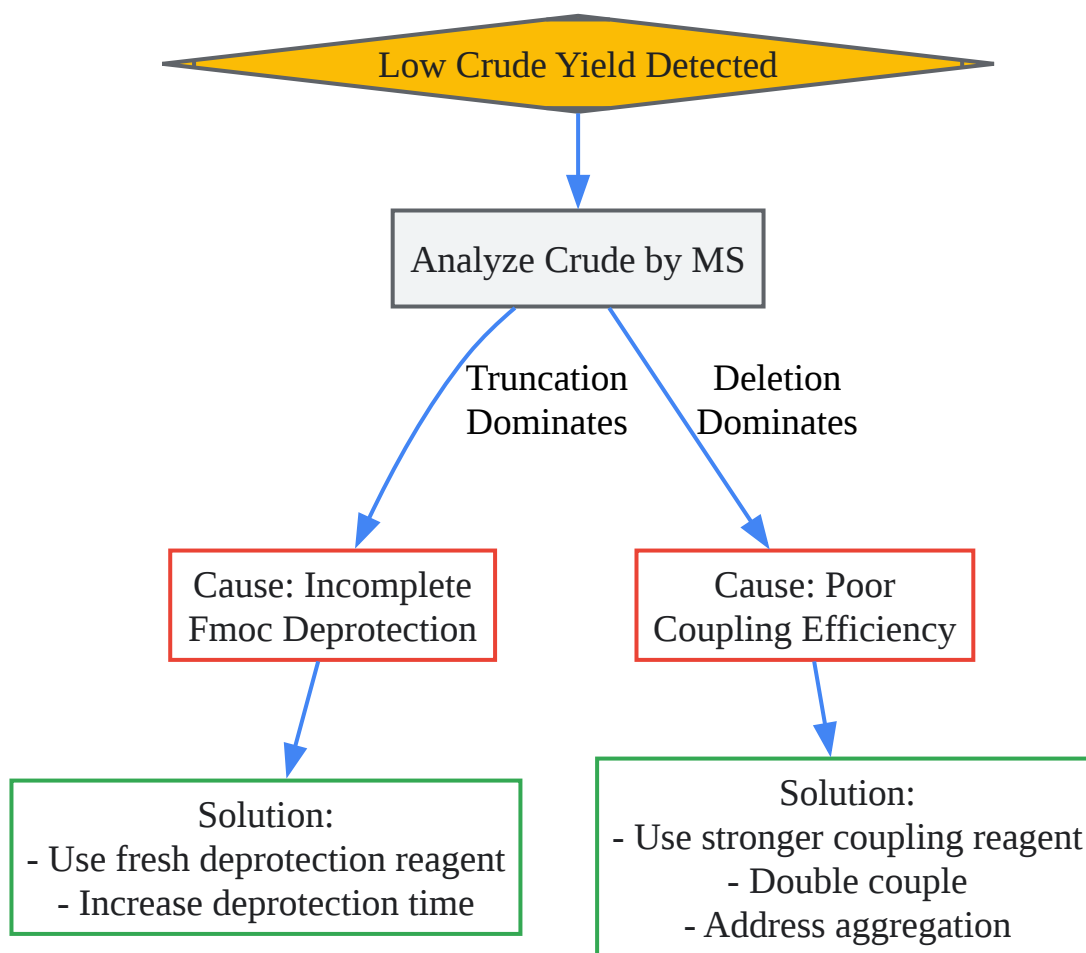 Low Crude Yield Detected
Analyze Crude by MS
Truncation
Dominates
Deletion
Dominates
Cause: Incomplete
Fmoc Deprotection
Cause: Poor
Coupling Efficiency
Solution:
- Use fresh deprotection reagent
- Increase deprotection time
Solution:
- Use stronger coupling reagent
- Double couple
- Address aggregation